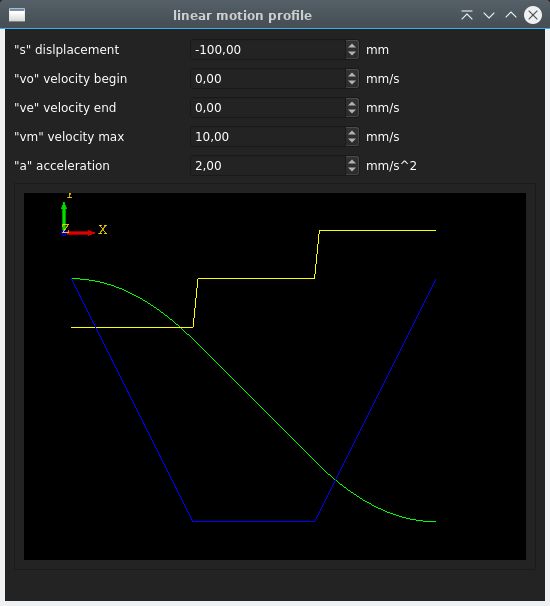 linear motion profile
"s" dislplacement -100,00 mm
"vo" velocity begin 0,00 mm/s
"ve" velocity end 0,00 mm/s
"vm" velocity max 10,00 mm/s
"a" acceleration 2,00 mm/s^2
Z X